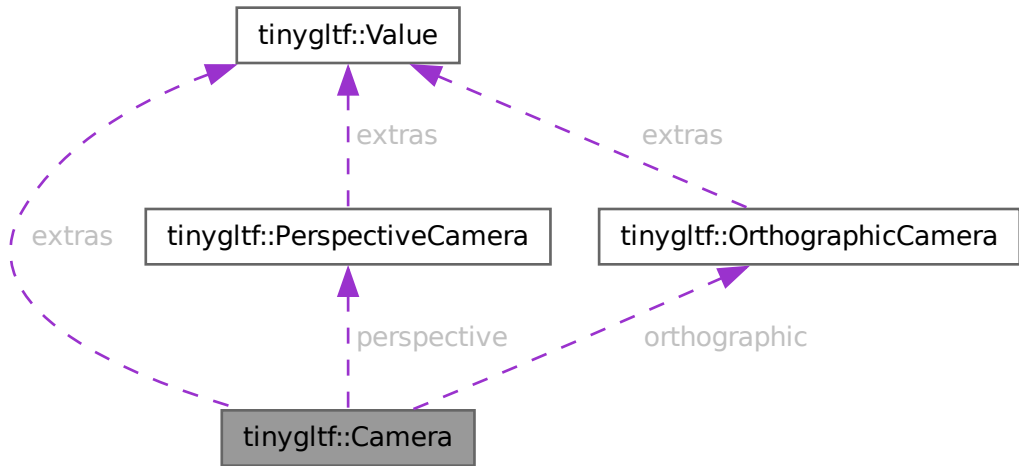 tinygltf::Value
extras
extras
extras
tinygltf::PerspectiveCamera
tinygltf::OrthographicCamera
perspective
orthographic
tinygltf::Camera